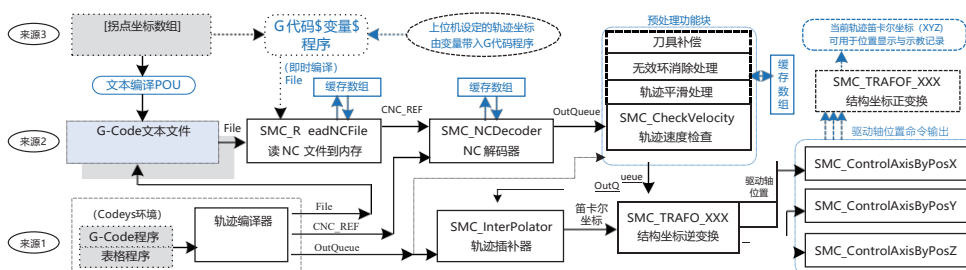 来源3
[拐点坐标数组]
G代码$变量$
程序
上位机设定的轨迹坐标
由变量带入G代码程序
预处理功能块
刀具补偿
无效环消除处理
轨迹平滑处理
SMC_CheckVelocity
轨迹速度检查
缓存数组
当前轨迹笛卡尔坐标（XYZ）
可用于位置显示与示教记录
SMC_TRAFOF_XXX
结构坐标正变换
文本编译POU
(即时编译)
File
缓存数组
缓存数组
来源2
G-Code文本文件
File
SMC_R eadNCFile
读 NC 文件到内存
CNC_REF
SMC_NCDecoder
NC 解码器
OutQueue
驱动轴位置命令输出
SMC_ControlAxisByPosX
SMC_ControlAxisByPosY
SMC_ControlAxisByPosZ
OutQ ueue
驱动轴
位置
来源1
(Codeys环境)
G-Code程序
表格程序
轨迹编译器
File
CNC_REF
OutQueue
SMC_InterPolator
轨迹插补器
笛卡尔
坐标
SMC_TRAFO_XXX
结构坐标逆变换